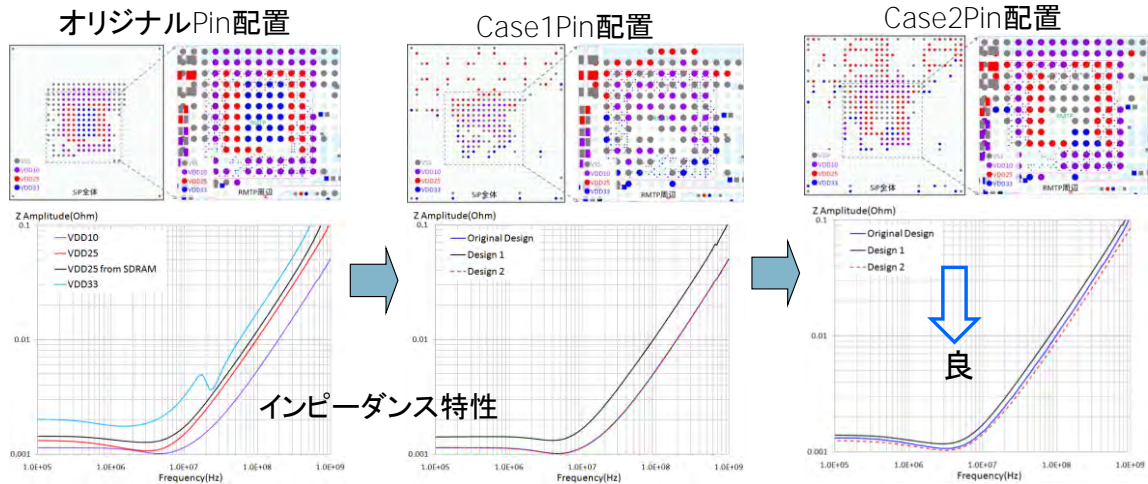 オリジナルPin配置
Case1Pin配置
Case2Pin配置
VSS
VDD10
VDD25
VDD33
SiP全体
VDD10
VDD25
VDD33
RMTP周辺
VSS
VDD10
VDD25
VDD33
SiP全体
VDD10
VDD25
VDD33
RMTP周辺
VSS
VDD10
VDD25
VDD33
SiP全体
VDD10
VDD25
VDD33
RMTP周辺
Z Amplitude(Ohm)
0.1
0.01
0.001
VDD10
VDD25
VDD25 from SDRAM
VDD33
1.0E+05 1.0E+06 1.0E+07 1.0E+08 1.0E+09
Frequency(Hz)
Z Amplitude(Ohm)
0.1
0.01
0.001
Original Design
Design 1
Design 2
1.0E+05 1.0E+06 1.0E+07 1.0E+08 1.0E+09
Frequency(Hz)
Z Amplitude(Ohm)
0.1
0.01
0.001
Original Design
Design 1
Design 2
良
1.0E+05 1.0E+06 1.0E+07 1.0E+08 1.0E+09
Frequency(Hz)
インピーダンス特性